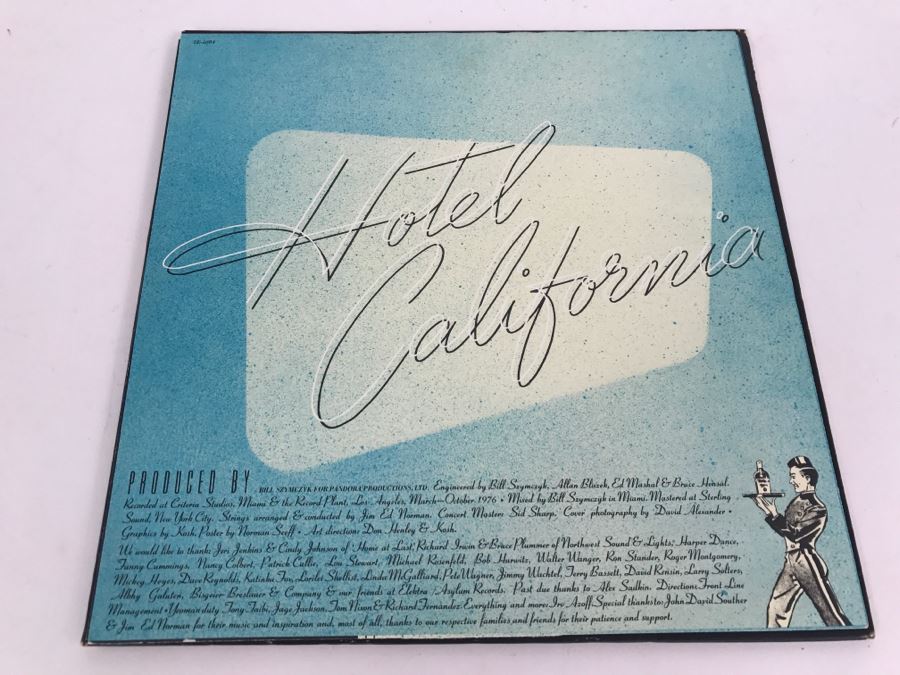 Hotel
California
PRODUCED BY BILL SZYMCZYK FOR PANDORA PRODUCTIONS, LTD. Engineered by Bill Szymczyk, Allan Blazek, Ed Mashal & Bruce Hensal.
Recorded at Criteria Studios, Miami & the Record Plant, Los Angeles, March—October 1976 • Mixed by Bill Szymczyk in Miami. Mastered at Sterling
Sound, New York City. Strings arranged & conducted by Jim Ed Norman. Concert Master: Sid Sharp. Cover photography by David Alexander •
Graphics by Kosh. Poster by Norman Seeff • Art direction: Don Henley & Kosh.
We would like to thank: Jeri Jenkins & Cindy Johnson of Home at Last, Richard Irwin & Bruce Plummer of Northwest Sound & Lights, Harper Dance,
Tommy Cummings, Nancy Colbert, Patrick Cullie, Lou Stewart, Michael Rosenfeld, Bob Hurwitz, Walter Wanger, Ron Stander, Roger Montgomery,
Mickey Heyes, Dave Reynolds, Katinka Fox, Linda McGalliard, Pete Wagner, Jimmy Wachtel, Terry Bassett, David Rensin, Larry Solters,
Albhy Galuten, Bisgeier Breslauer & Company & our friends at Elektra / Asylum Records. Past due thanks to Alex Sadkin. Direction: Front Line
Management • Yeoman duty: Tony Taibi, Jage Jackson, Tom Nixon & Richard Fernandez. Everything and more: Irv Azoff. Special thanks to: John David Souther
& Jim Ed Norman for their music and inspiration and, most of all, thanks to our respective families and friends for their patience and support.